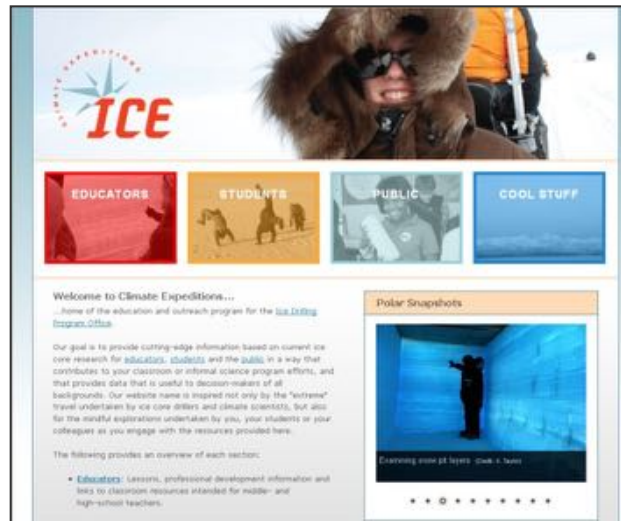 CLIMATE EXPEDITIONS
ICE
EDUCATORS
STUDENTS
PUBLIC
COOL STUFF
Welcome to Climate Expeditions...
...home of the education and outreach program for the Ice Drilling
Program Office.
Our goal is to provide cutting-edge information based on current ice
core research for educators, students and the public in a way that
contributes to your classroom or informal science program efforts, and
that provides data that is useful to decision-makers of all
backgrounds. Our website name is inspired not only by the "extreme"
travel undertaken by ice core drillers and climate scientists, but also
for the mindful explorations undertaken by you, your students or your
colleagues as you engage with the resources provided here.
The following provides an overview of each section:
• Educators: Lessons, professional development information and
links to classroom resources intended for middle- and
high-school teachers.
Polar Snapshots
Examining snow pit layers (Credit: K. Taylor)